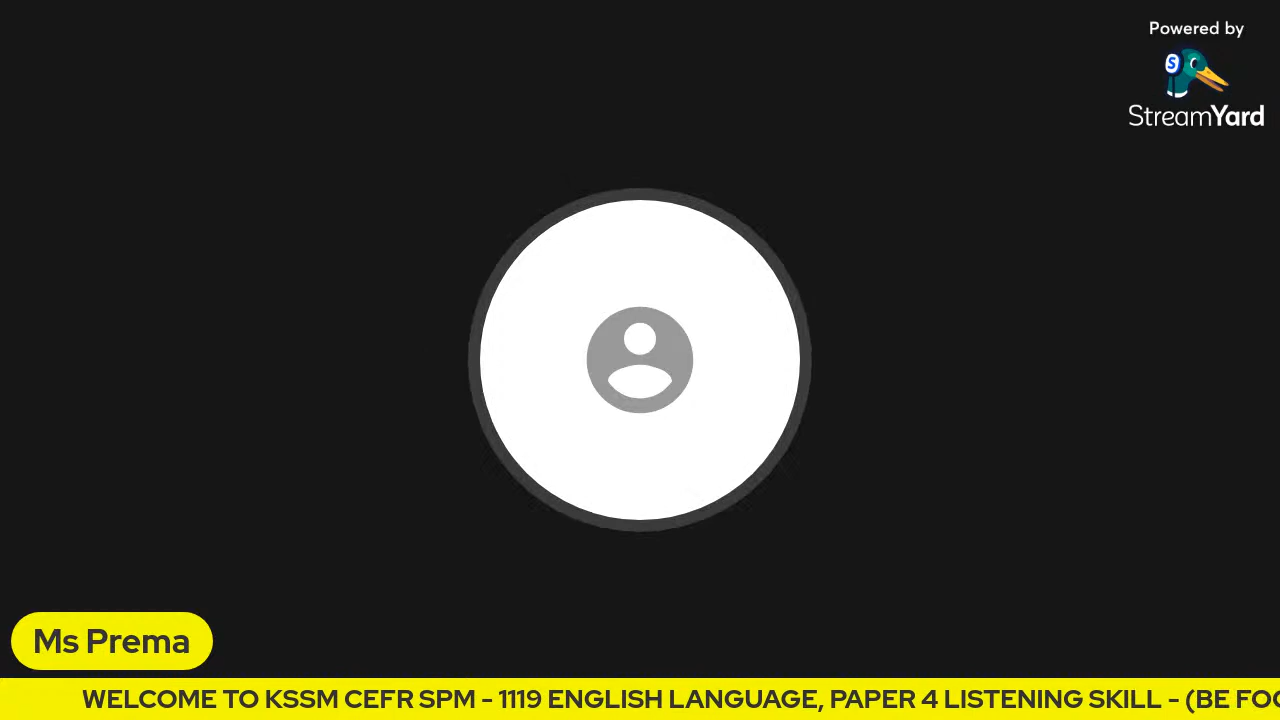 Powered by
S
StreamYard
Ms Prema
WELCOME TO KSSM CEFR SPM - 1119 ENGLISH LANGUAGE, PAPER 4 LISTENING SKILL - (BE